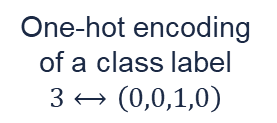 One-hot encoding
of a class label
3 ⟷ (0,0,1,0)